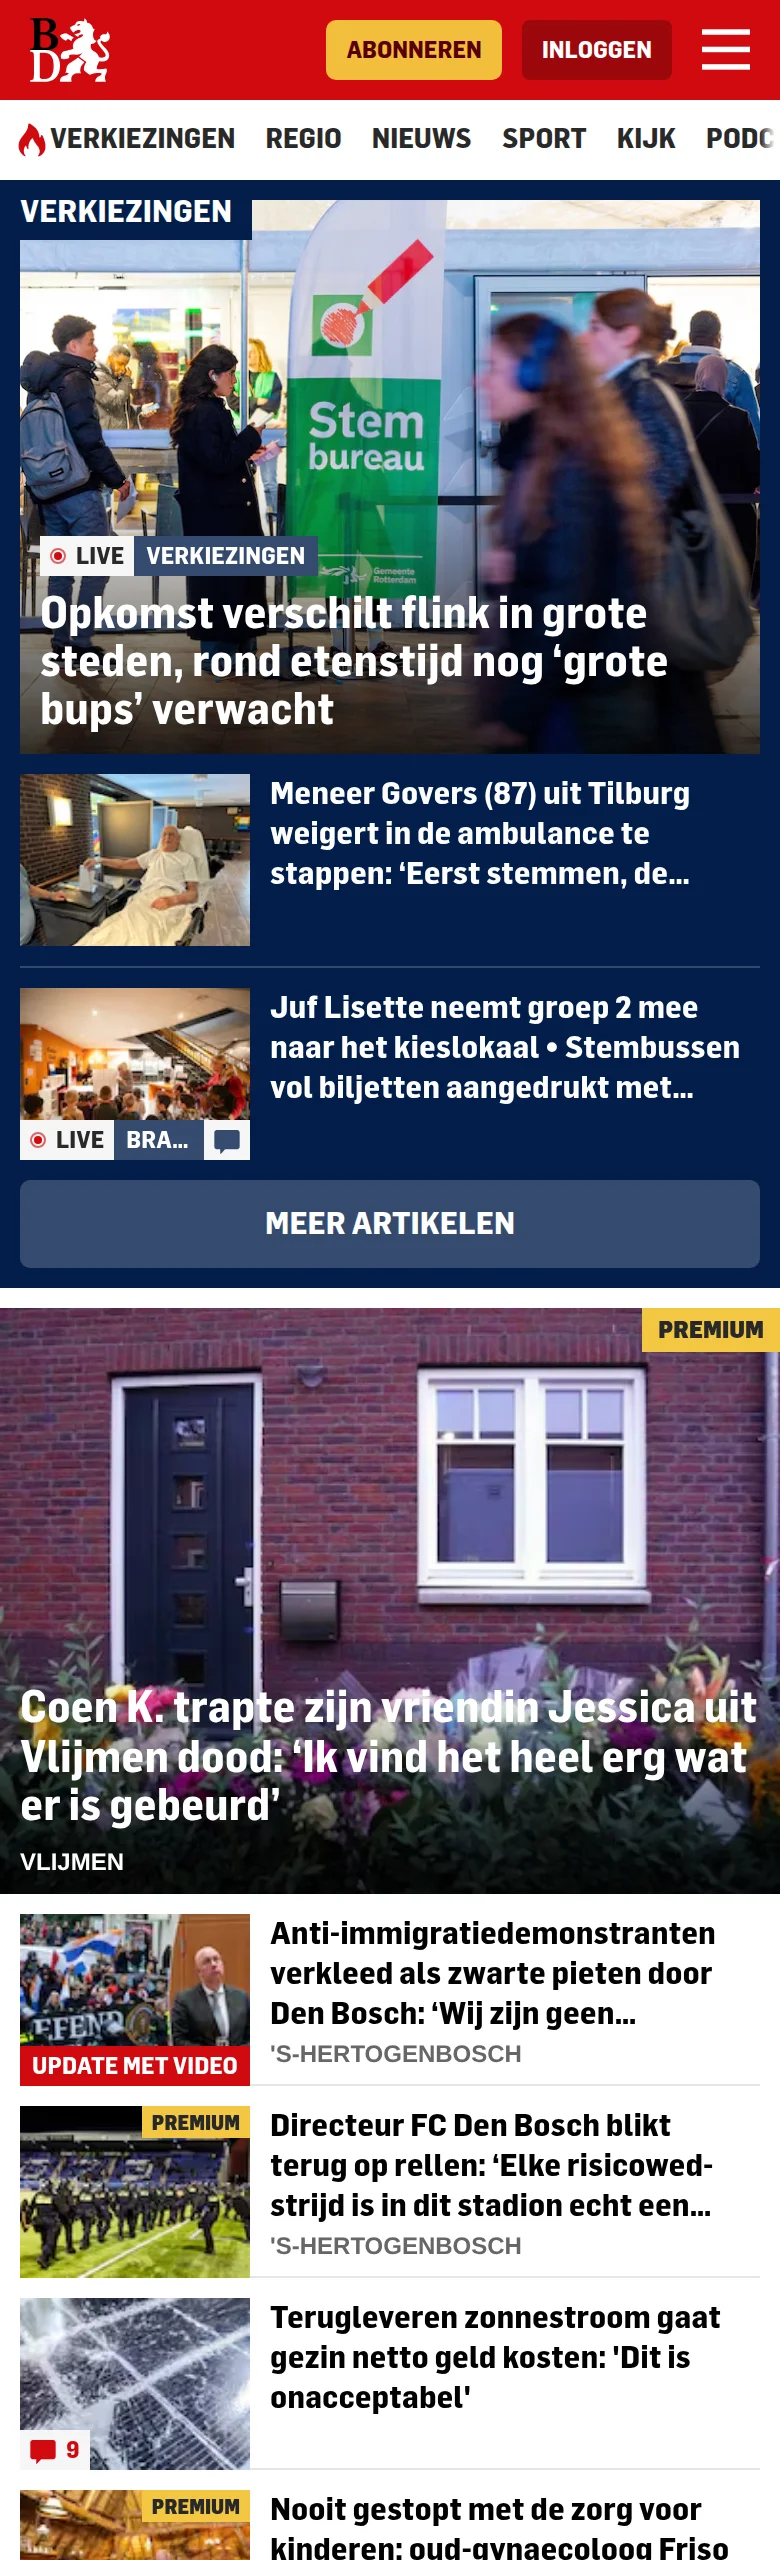 BD
ABONNEREN
INLOGGEN
VERKIEZINGEN REGIO NIEUWS SPORT KIJK PODC
VERKIEZINGEN
Stem
bureau
Gemeente
Rotterdam
LIVE VERKIEZINGEN
Opkomst verschilt flink in grote
steden, rond etenstijd nog ‘grote
bups’ verwacht
Meneer Govers (87) uit Tilburg
weigert in de ambulance te
stappen: ‘Eerst stemmen, de...
Juf Lisette neemt groep 2 mee
naar het kieslokaal • Stembussen
vol biljetten aangedrukt met...
LIVE BRA...
MEER ARTIKELEN
PREMIUM
Coen K. trapte zijn vriendin Jessica uit
Vlijmen dood: ‘Ik vind het heel erg wat
er is gebeurd’
VLIJMEN
Anti-immigratiedemonstranten
verkleed als zwarte pieten door
Den Bosch: ‘Wij zijn geen...
'S-HERTOGENBOSCH
EFEND
UPDATE MET VIDEO
PREMIUM
Directeur FC Den Bosch blikt
terug op rellen: ‘Elke risicowed-
strijd is in dit stadion echt een...
'S-HERTOGENBOSCH
Terugleveren zonnestroom gaat
gezin netto geld kosten: 'Dit is
onacceptabel'
9
PREMIUM
Nooit gestopt met de zorg voor
kinderen: oud-gynaecoloog Friso